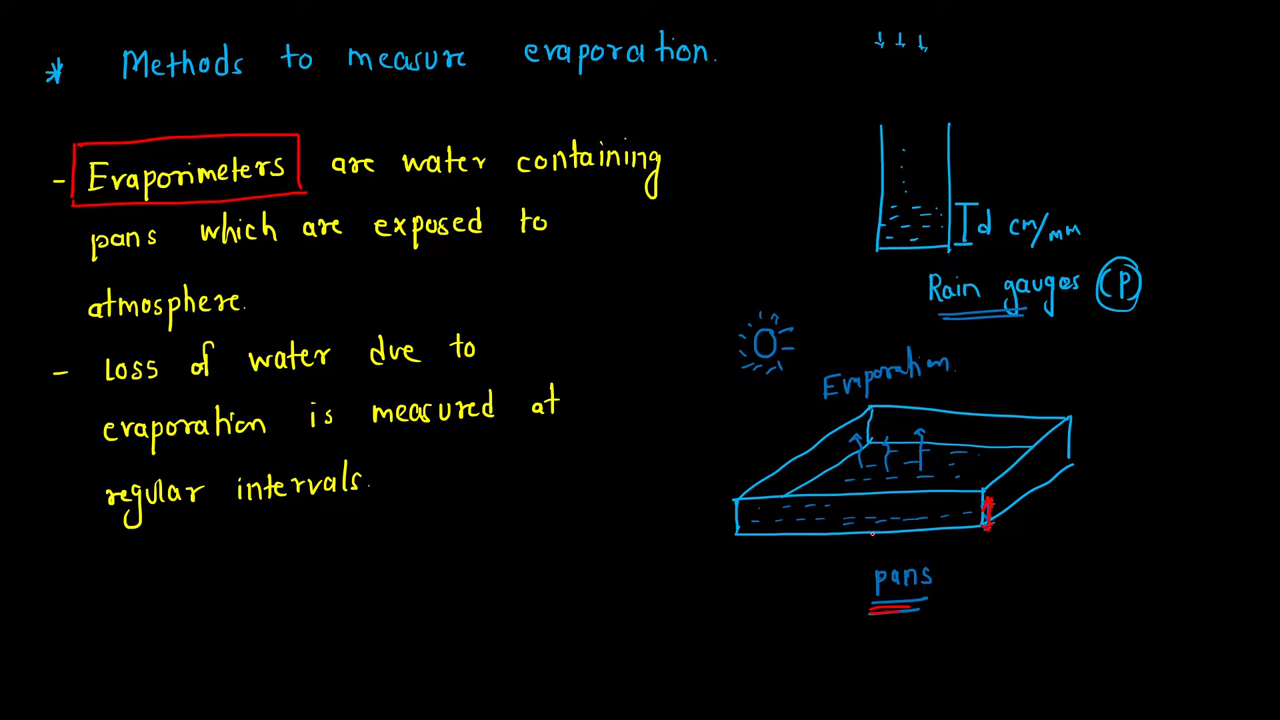 * Methods to measure evaporation.
- Evaporimeters are water containing
pans which are exposed to
atmosphere.
- Loss of water due to
evaporation is measured at
regular intervals.
d cm/mm
Rain gauges (P)
Evaporation.
pans